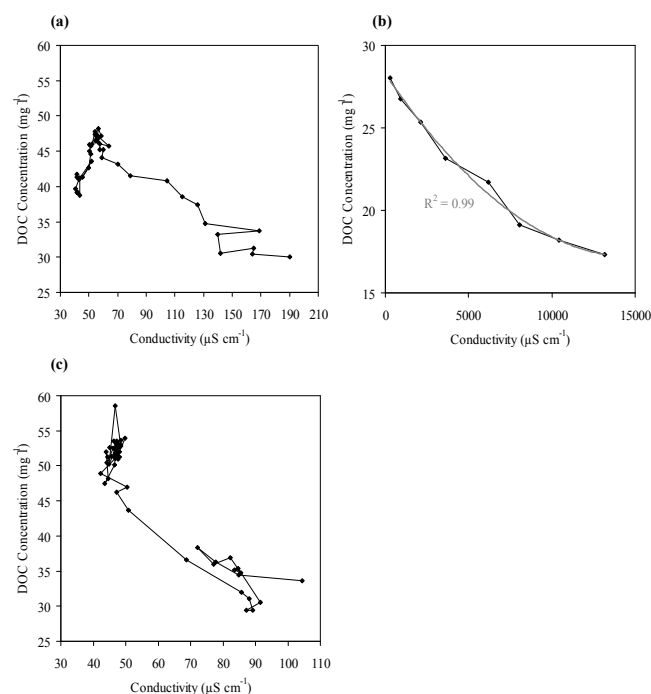 (a)
DOC Concentration (mg l⁻¹)
60
55
50
45
40
35
30
25
30 50 70 90 110 130 150 170 190 210
Conductivity (µS cm⁻¹)
(b)
DOC Concentration (mg l⁻¹)
30
25
20
15
R² = 0.99
0 5000 10000 15000
Conductivity (µS cm⁻¹)
(c)
DOC Concentration (mg l⁻¹)
60
55
50
45
40
35
30
25
30 40 50 60 70 80 90 100 110
Conductivity (µS cm⁻¹)